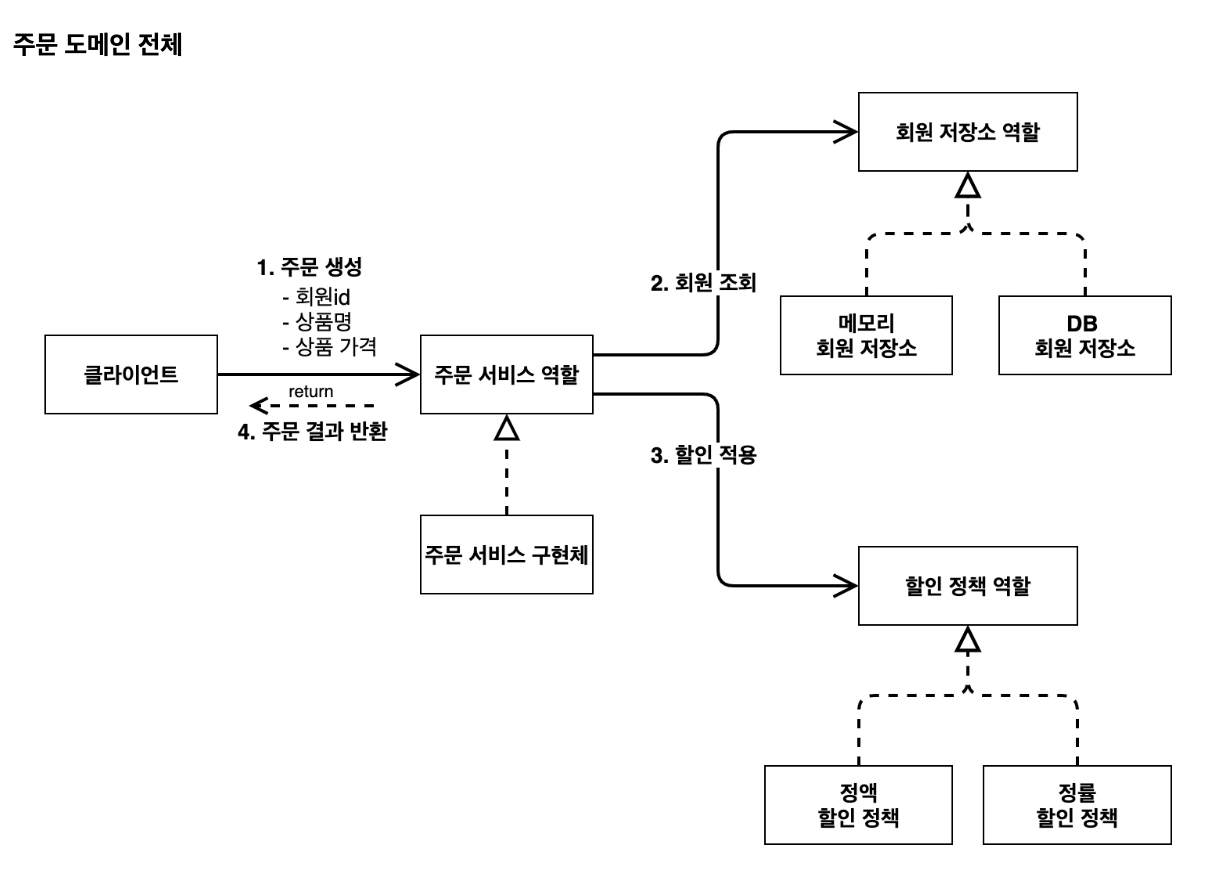 주문 도메인 전체
회원 저장소 역할
1. 주문 생성
- 회원id
- 상품명
- 상품 가격
2. 회원 조회
메모리
회원 저장소
DB
회원 저장소
클라이언트
주문 서비스 역할
return
4. 주문 결과 반환
3. 할인 적용
주문 서비스 구현체
할인 정책 역할
정액
할인 정책
정률
할인 정책